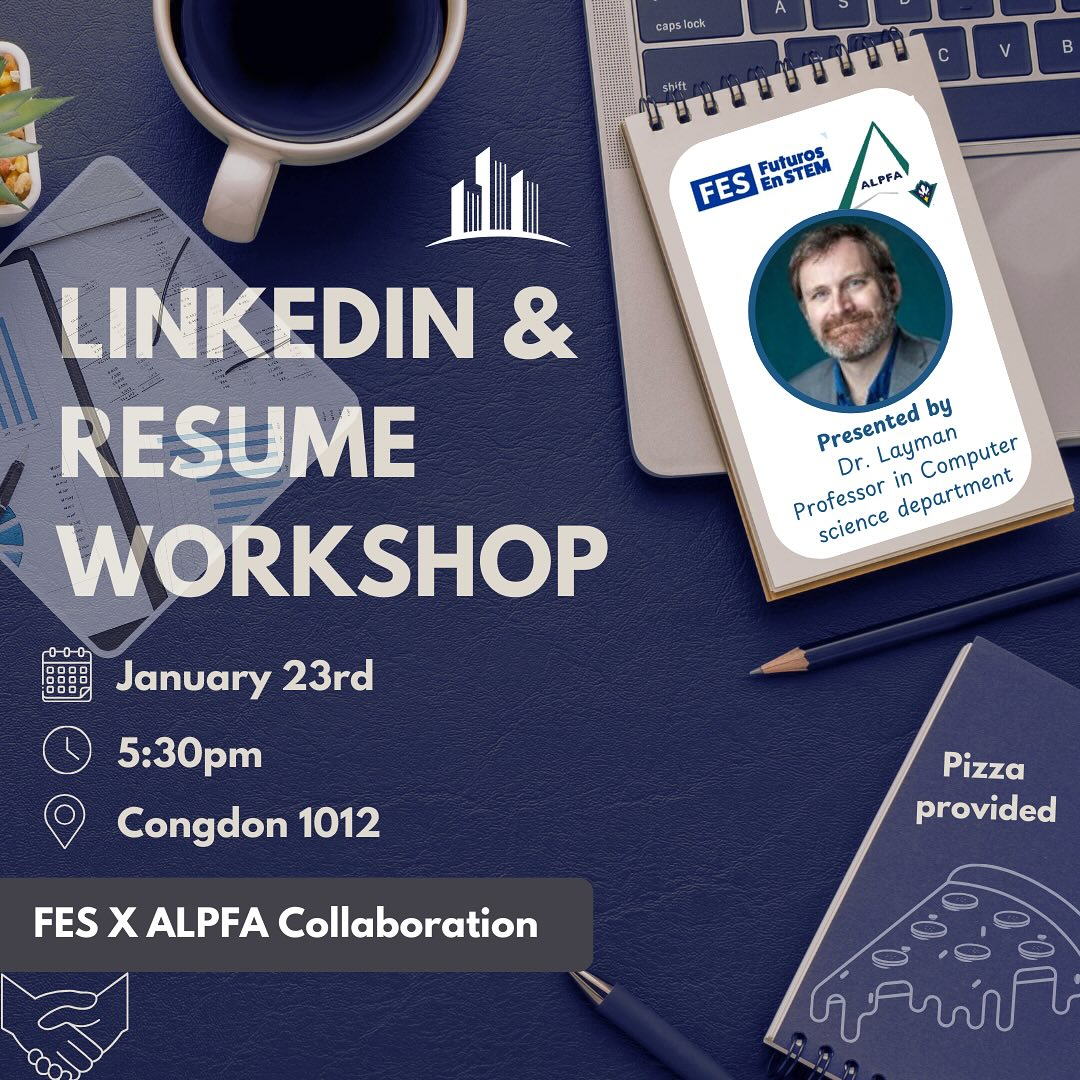 caps lock
A
S
D
shift
C
V
B
FES Futuros
En STEM
ALPFA
LINKEDIN &
RESUME
WORKSHOP
Presented by
Dr. Layman
Professor in Computer
science department
January 23rd
5:30pm
Congdon 1012
Pizza
provided
FES X ALPFA Collaboration